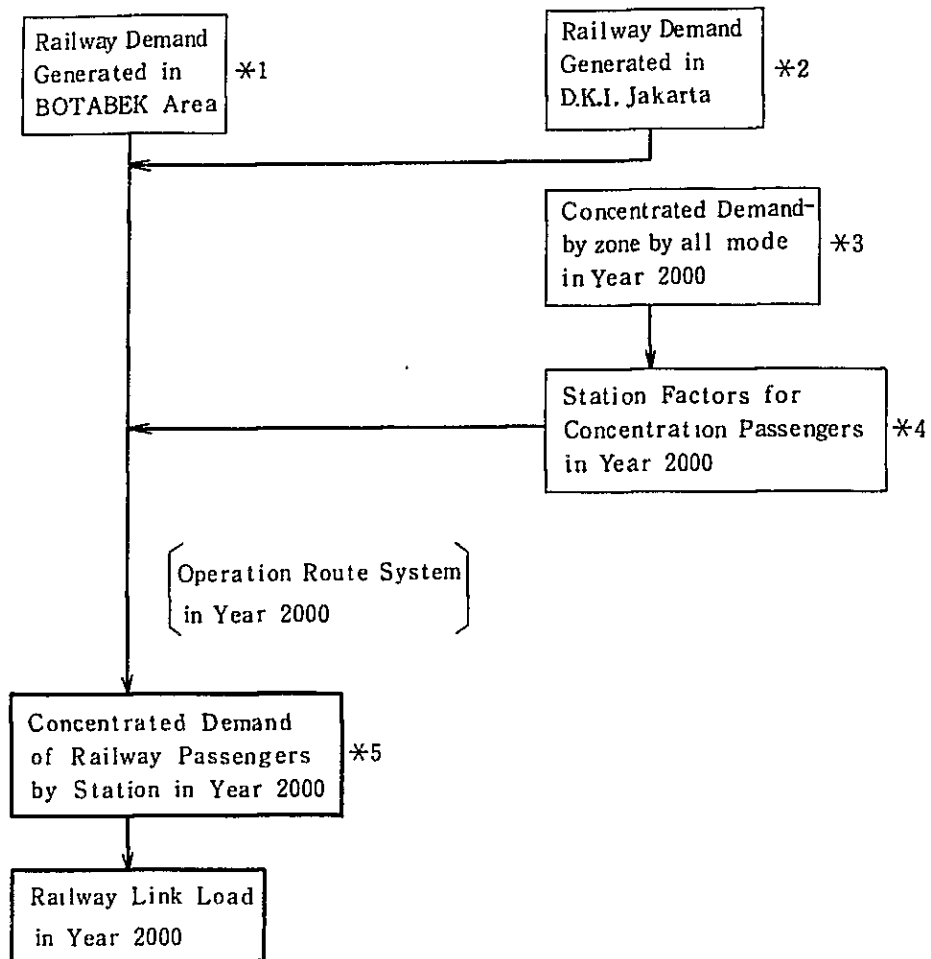 Railway Demand
Generated in
BOTABEK Area
*1
Railway Demand
Generated in
D.K.I. Jakarta
*2
Concentrated Demand-
by zone by all mode
in Year 2000
*3
Station Factors for
Concentration Passengers
in Year 2000
*4
Operation Route System
in Year 2000
Concentrated Demand
of Railway Passengers
by Station in Year 2000
*5
Railway Link Load
in Year 2000